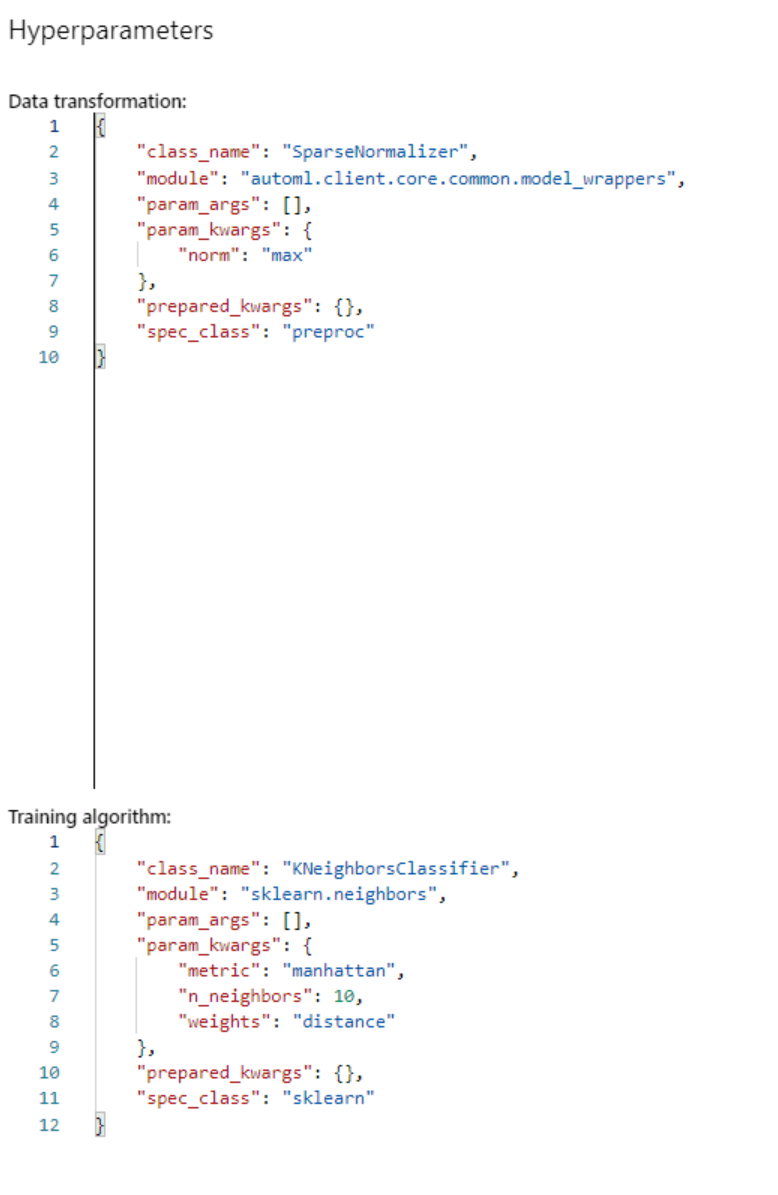 Hyperparameters
Data transformation:
1 {
2 "class_name": "SparseNormalizer",
3 "module": "automl.client.core.common.model_wrappers",
4 "param_args": [],
5 "param_kwargs": {
6 "norm": "max"
7 },
8 "prepared_kwargs": {},
9 "spec_class": "preproc"
10 }
Training algorithm:
1 {
2 "class_name": "KNeighborsClassifier",
3 "module": "sklearn.neighbors",
4 "param_args": [],
5 "param_kwargs": {
6 "metric": "manhattan",
7 "n_neighbors": 10,
8 "weights": "distance"
9 },
10 "prepared_kwargs": {},
11 "spec_class": "sklearn"
12 }